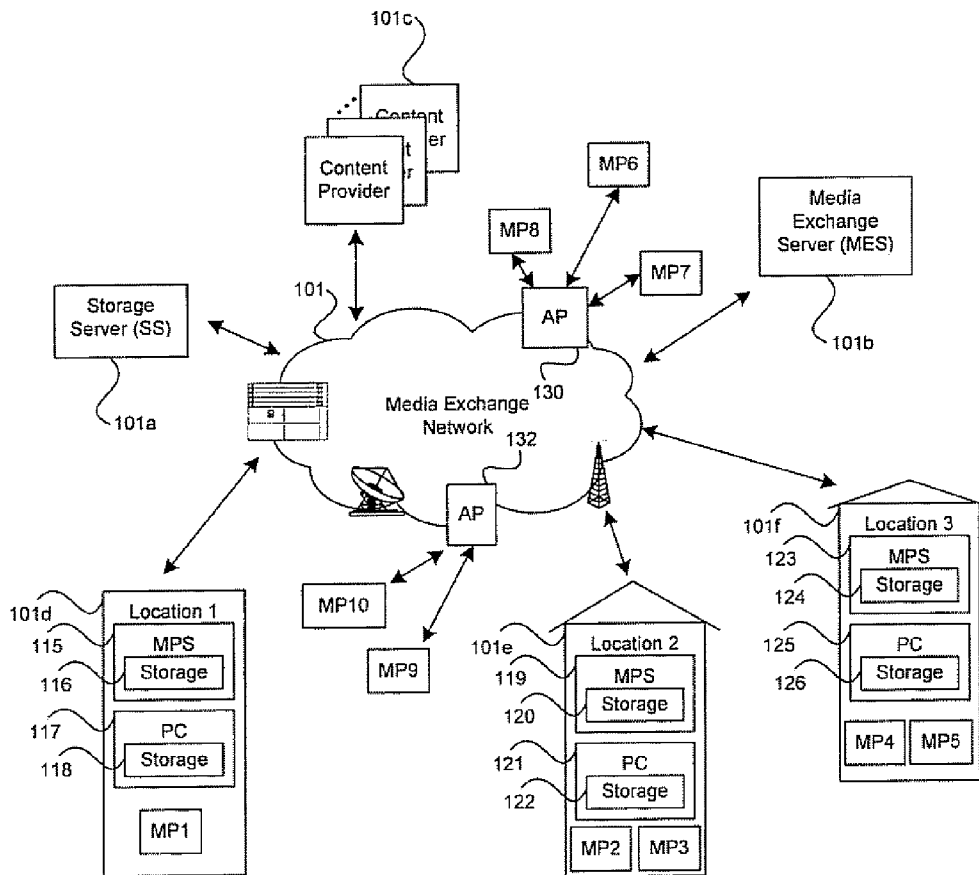 101c
Content
Provider
Content
MP6
MP8
MP7
Media
Exchange
Server (MES)
101b
101
Storage
Server (SS)
101a
AP
130
Media Exchange
Network
132
AP
MP10
MP9
101d
Location 1
115
MPS
116
Storage
117
PC
118
Storage
MP1
101e
Location 2
119
MPS
120
Storage
121
PC
122
Storage
MP2
MP3
101f
Location 3
123
MPS
124
Storage
125
PC
126
Storage
MP4
MP5